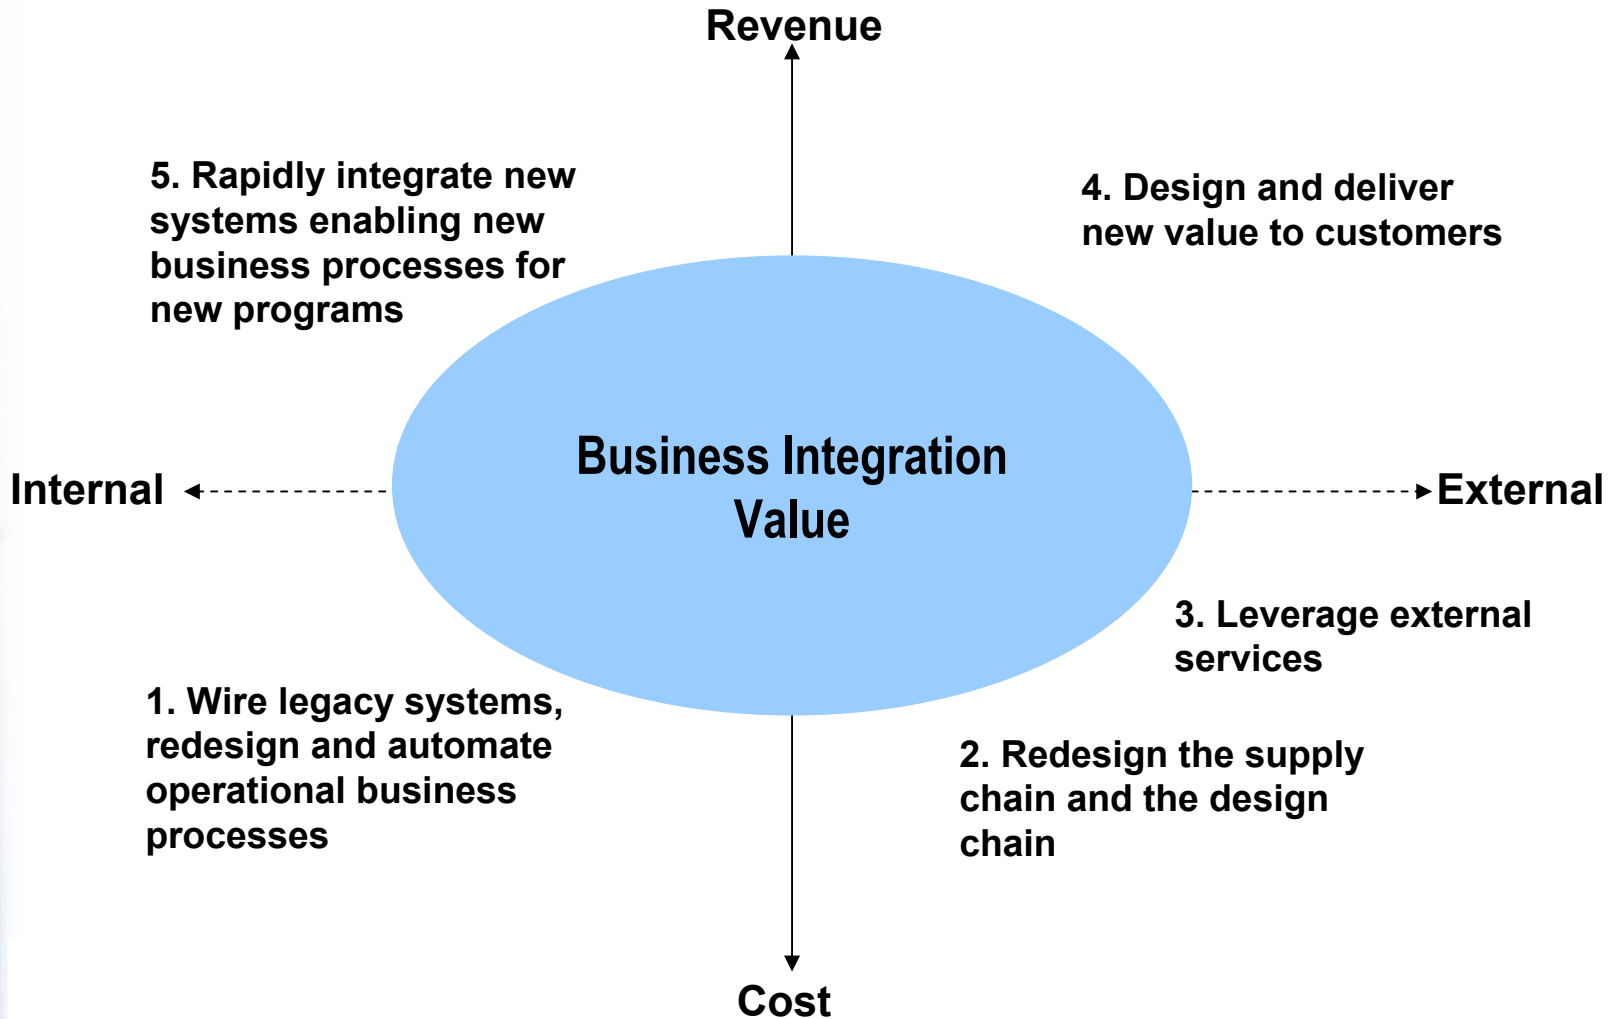 Revenue
5. Rapidly integrate new
systems enabling new
business processes for
new programs
4. Design and deliver
new value to customers
Business Integration
Value
Internal
External
3. Leverage external
services
1. Wire legacy systems,
redesign and automate
operational business
processes
2. Redesign the supply
chain and the design
chain
Cost